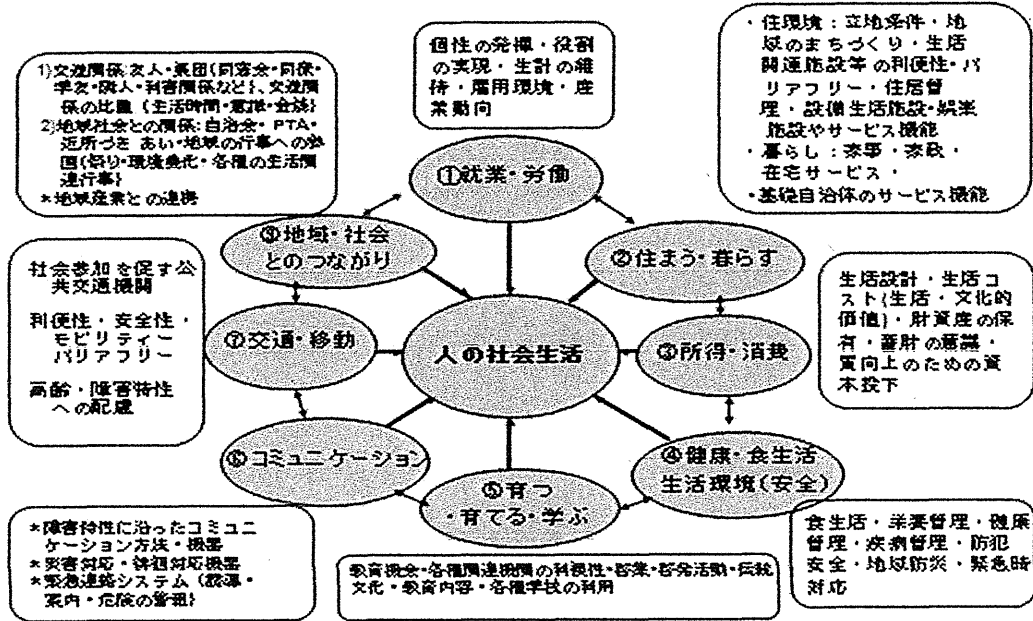 個性の発揮・役割
の実現・生計の維
持・雇用環境・産
業動向
・住環境：立地条件・地
域のまちづくり・生活
関連施設等の利便性・バ
リアフリー・住居管
理・設備生活施設・娯楽
施設やサービス機能
・暮らし：家事・家政・
在宅サービス・
・基礎自治体のサービス機能
1)交遊関係:友人・集団(同窓会・同僚・
学友・隣人・利害関係など)、交遊関
係の比重（生活時間・意識・会話)
2)地域社会との関係:自治会・PTA・
近所づき あい・地域の行事への参
(祭り・環境美化・各種の生活関
連行事)
*地域産業との連携
①就業・労働
②住まう・暮らす
③所得・消費
④健康・食生活
生活環境(安全)
⑤育つ
・育てる・学ぶ
⑥コミュニケーション
⑦交通・移動
地域・社会
とのつながり
人の社会生活
社会参加を促す公
共交通機関
利便性・安全性・
モビリティー
バリアフリー
高齢・障害特性
への配慮
生活設計・生活コ
スト(生活・文化的
価値)・財資産の保
有・蓄財の意識・
質向上のための資
本投下
*障害特性に沿ったコミュニ
ケーション方法・機器
*災害対応・機器
*緊急連絡システム（誘導・
案内・危険の警報)
教育機会・各種関連機関の利便性・啓発活動・伝統
文化・教育内容・各種学校の利用
食生活・栄養管理・健康
管理・疾病管理・防犯
安全・地域防災・緊急時
対応